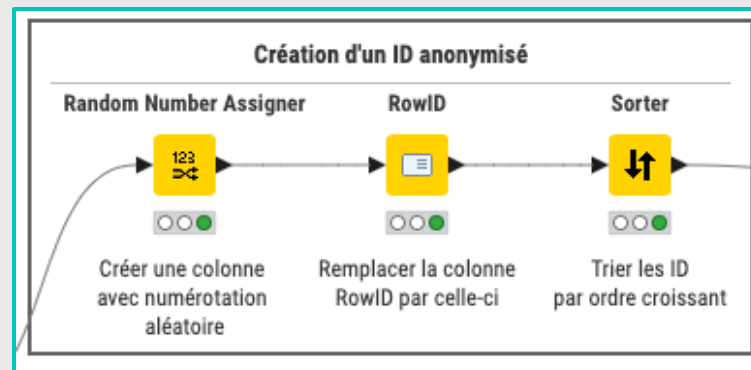 Création d'un ID anonymisé
Random Number Assigner
RowID
Sorter
123
Créer une colonne
avec numérotation
aléatoire
Remplacer la colonne
RowID par celle-ci
Trier les ID
par ordre croissant